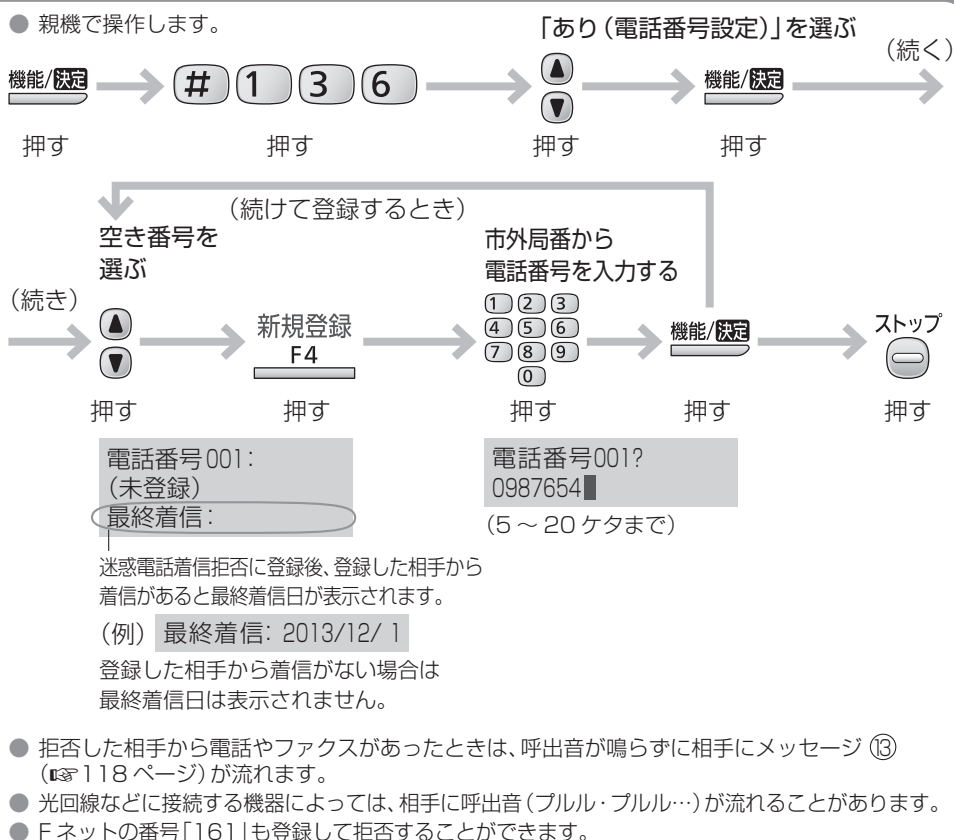 ● 親機で操作します。
「あり(電話番号設定)」を選ぶ
(続く)
機能/決定
# 1 3 6
▲
▼
機能/決定
押す
押す
押す
押す
(続けて登録するとき)
空き番号を
選ぶ
市外局番から
電話番号を入力する
(続き)
▲
▼
新規登録
F4
1 2 3
4 5 6
7 8 9
0
機能/決定
ストップ
押す
押す
押す
押す
押す
電話番号001:
(未登録)
最終着信:
電話番号001?
0987654
(5〜20ケタまで)
迷惑電話着信拒否に登録後、登録した相手から
着信があると最終着信日が表示されます。
(例) 最終着信: 2013/12/ 1
登録した相手から着信がない場合は
最終着信日は表示されません。
● 拒否した相手から電話やファクスがあったときは、呼出音が鳴らずに相手にメッセージ ⑬
(☞118ページ)が流れます。
● 光回線などに接続する機器によっては、相手に呼出音(プルル・プルル…)が流れることがあります。
● Fネットの番号「161」も登録して拒否することができます。